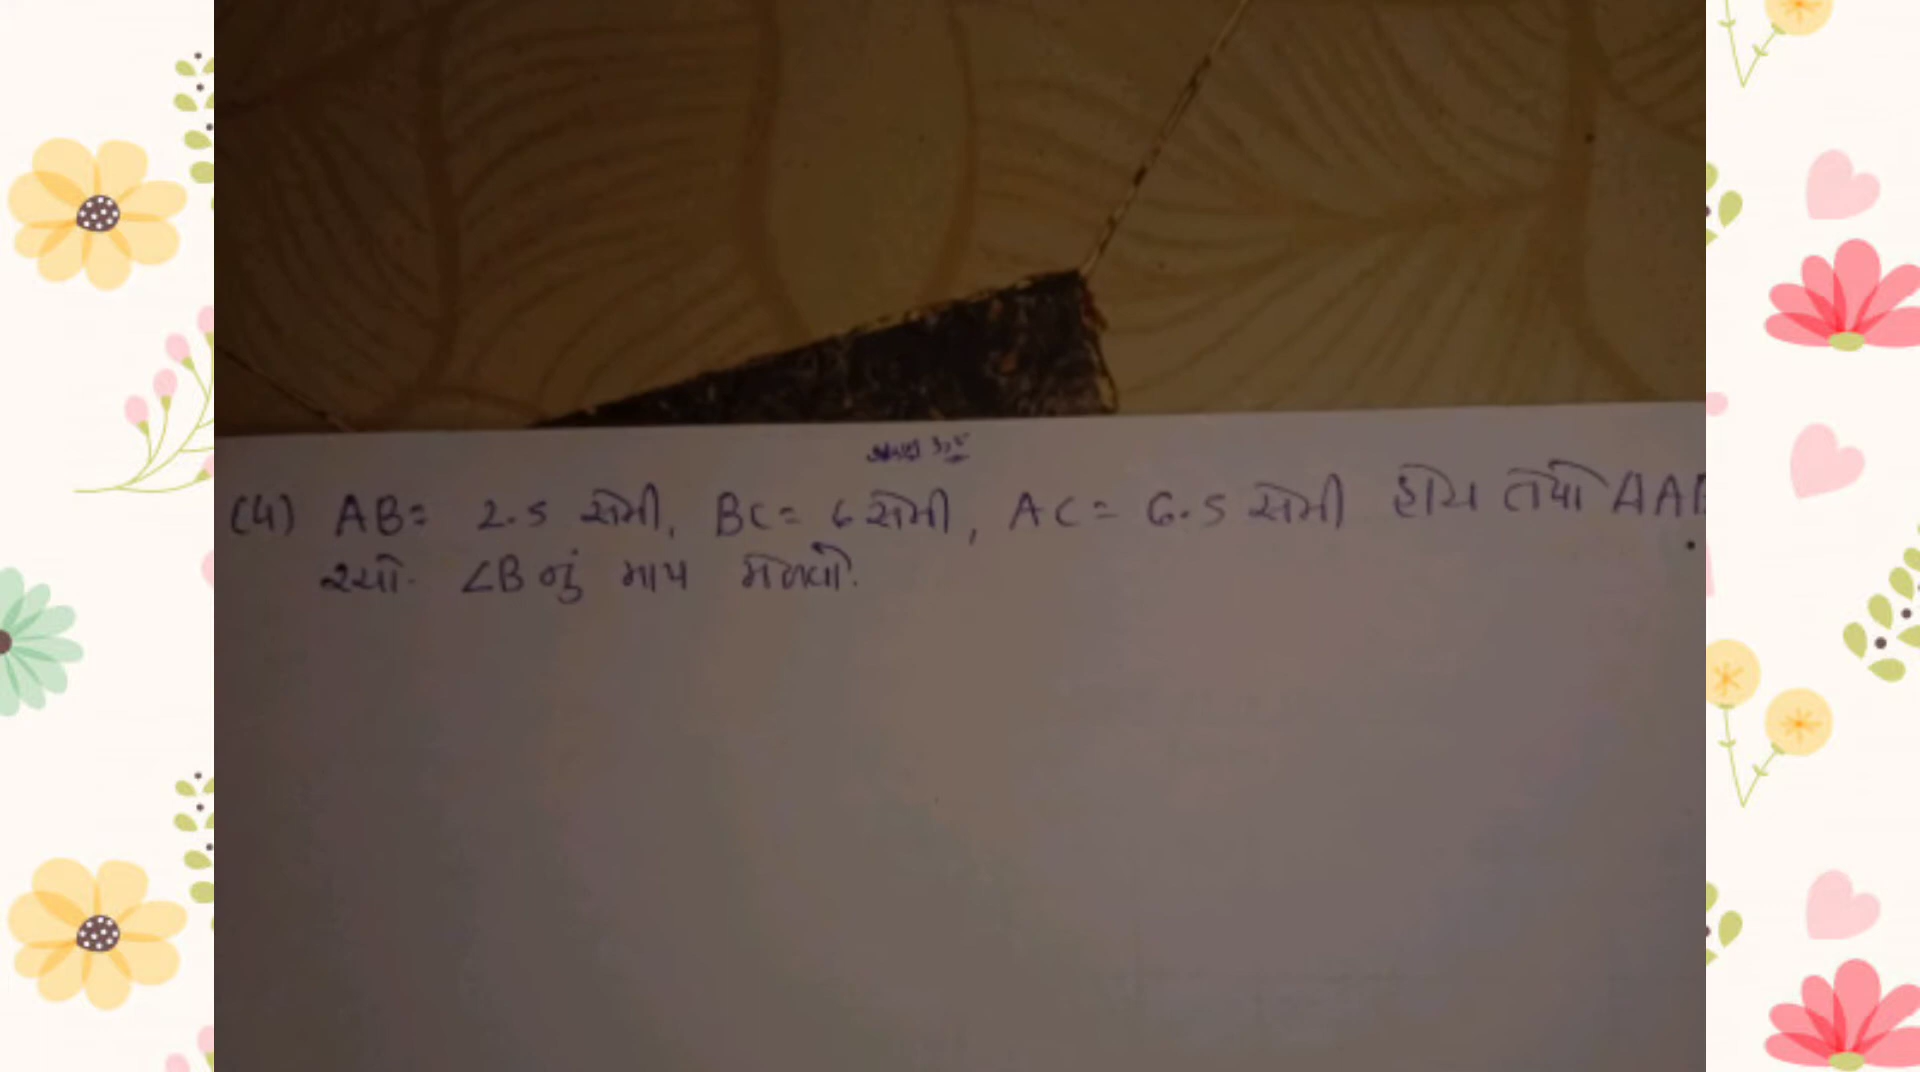 (4) AB = 2.5 સેમી, BC = 6 સેમી, AC = 6.5 સેમી હોય તેવો ΔAB
રચો. ∠B નું માપ મેળવો.